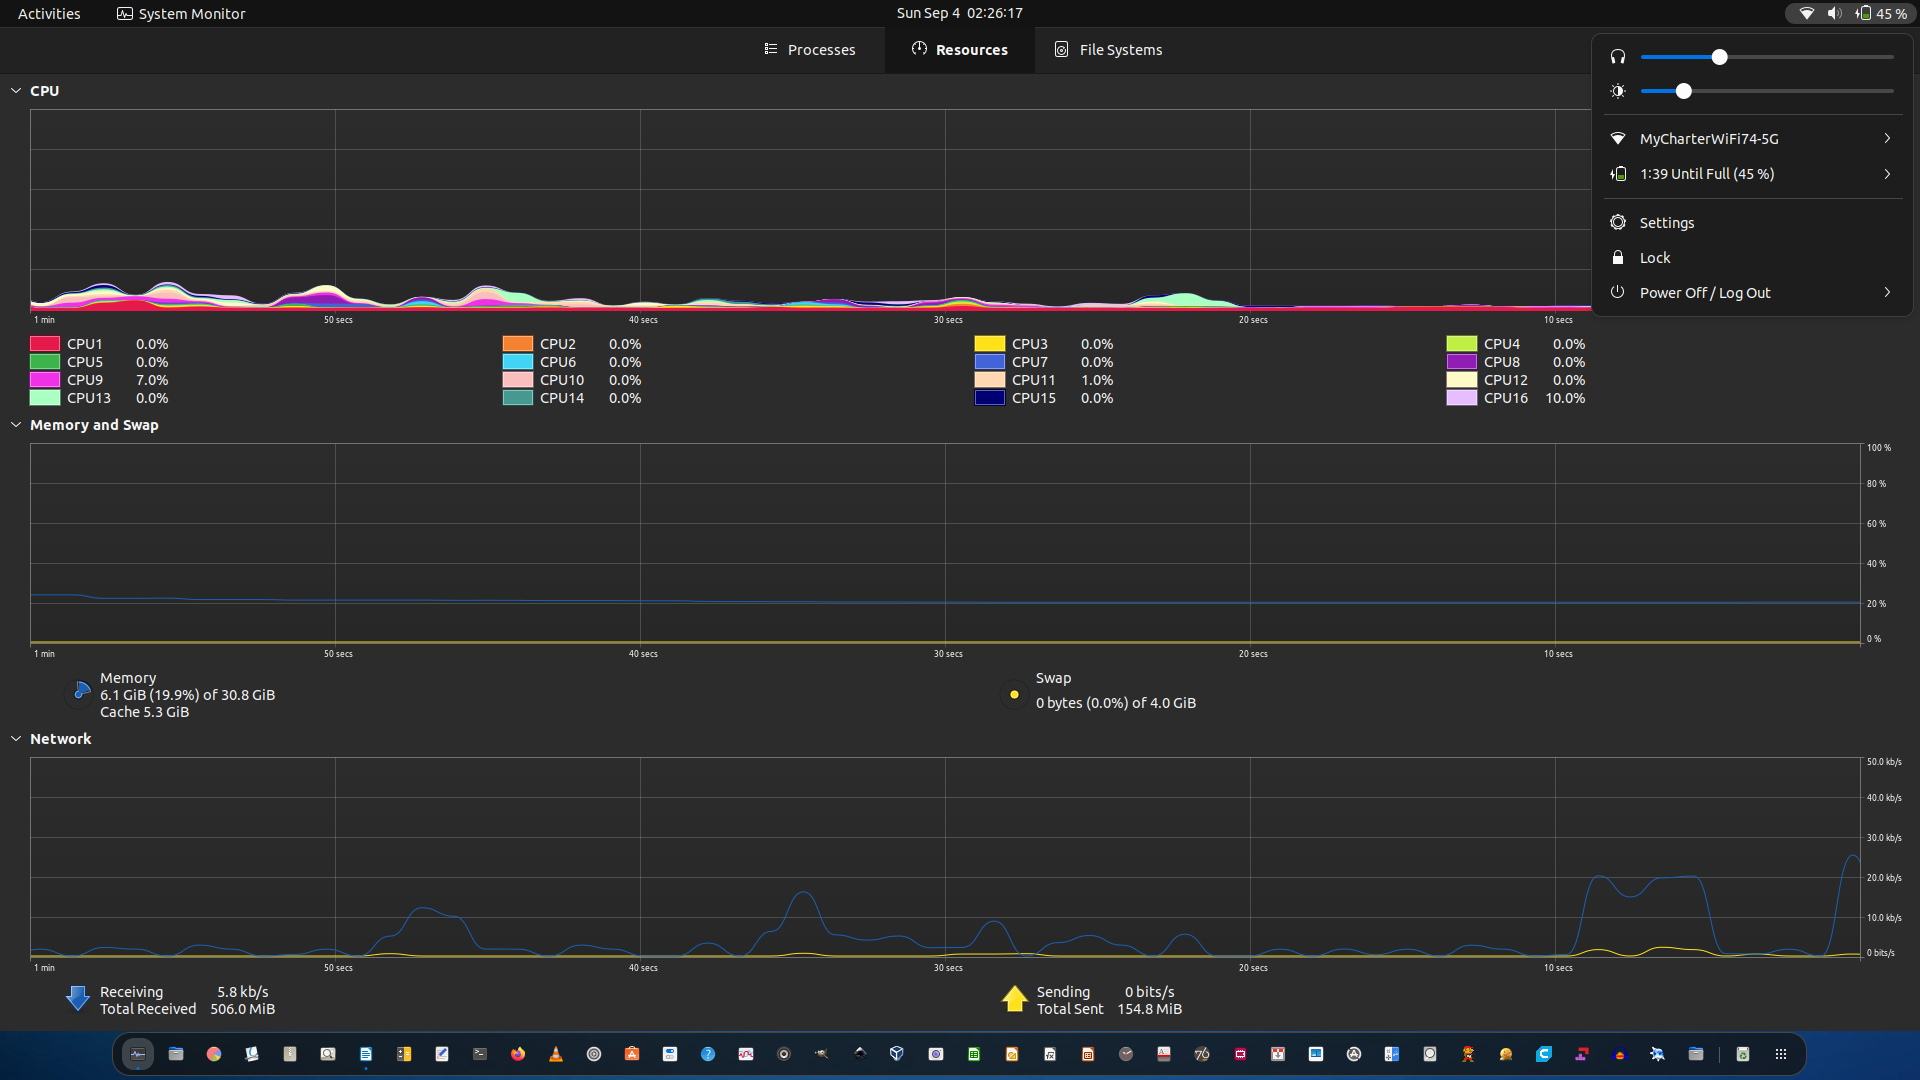 Activities
System Monitor
Sun Sep 4 02:26:17
45 %
Processes
Resources
File Systems
MyCharterWiFi74-5G
1:39 Until Full (45 %)
Settings
Lock
Power Off / Log Out
CPU
1 min
50 secs
40 secs
30 secs
20 secs
10 secs
CPU1 0.0%
CPU2 0.0%
CPU3 0.0%
CPU4 0.0%
CPU5 0.0%
CPU6 0.0%
CPU7 0.0%
CPU8 0.0%
CPU9 7.0%
CPU10 0.0%
CPU11 1.0%
CPU12 0.0%
CPU13 0.0%
CPU14 0.0%
CPU15 0.0%
CPU16 10.0%
Memory and Swap
100 %
80 %
60 %
40 %
20 %
0 %
1 min
50 secs
40 secs
30 secs
20 secs
10 secs
Memory
6.1 GiB (19.9%) of 30.8 GiB
Cache 5.3 GiB
Swap
0 bytes (0.0%) of 4.0 GiB
Network
50.0 kb/s
40.0 kb/s
30.0 kb/s
20.0 kb/s
10.0 kb/s
0 bits/s
1 min
50 secs
40 secs
30 secs
20 secs
10 secs
Receiving 5.8 kb/s
Total Received 506.0 MiB
Sending 0 bits/s
Total Sent 154.8 MiB
76